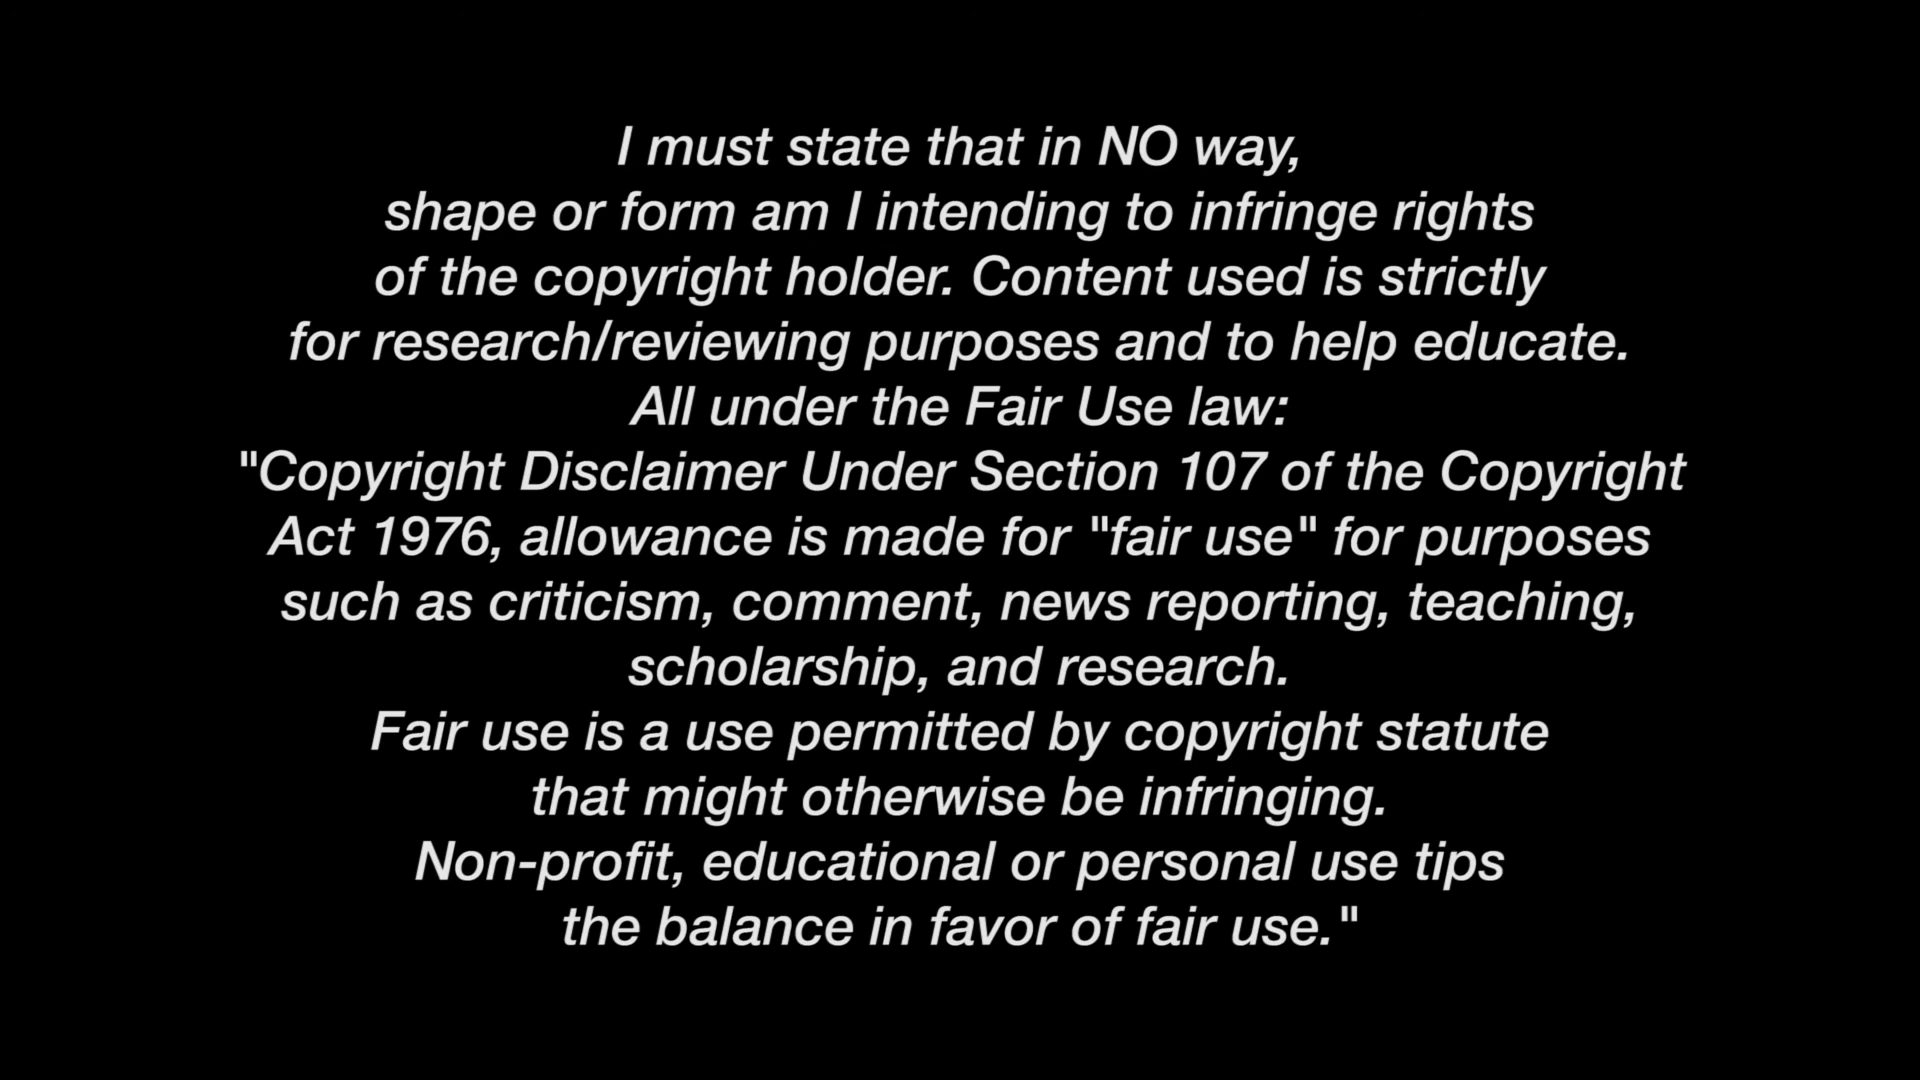 I must state that in NO way,
shape or form am I intending to infringe rights
of the copyright holder. Content used is strictly
for research/reviewing purposes and to help educate.
All under the Fair Use law:
"Copyright Disclaimer Under Section 107 of the Copyright
Act 1976, allowance is made for "fair use" for purposes
such as criticism, comment, news reporting, teaching,
scholarship, and research.
Fair use is a use permitted by copyright statute
that might otherwise be infringing.
Non-profit, educational or personal use tips
the balance in favor of fair use."